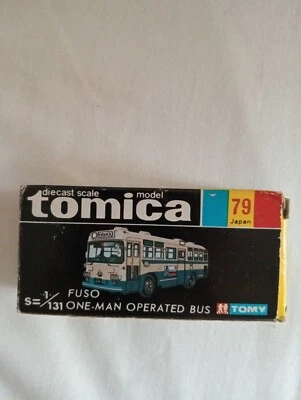 diecast scale model
tomica
79
Japan
FUSO
S=1/131 ONE-MAN OPERATED BUS
TOMY